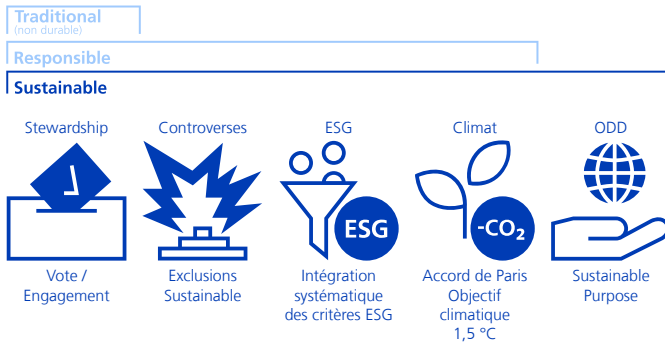 Traditional
(non durable)
Responsible
Sustainable
Stewardship
Controverses
ESG
Climat
ODD
ESG
-CO₂
Vote /
Engagement
Exclusions
Sustainable
Intégration
systématique
des critères ESG
Accord de Paris
Objectif
climatique
1,5 °C
Sustainable
Purpose